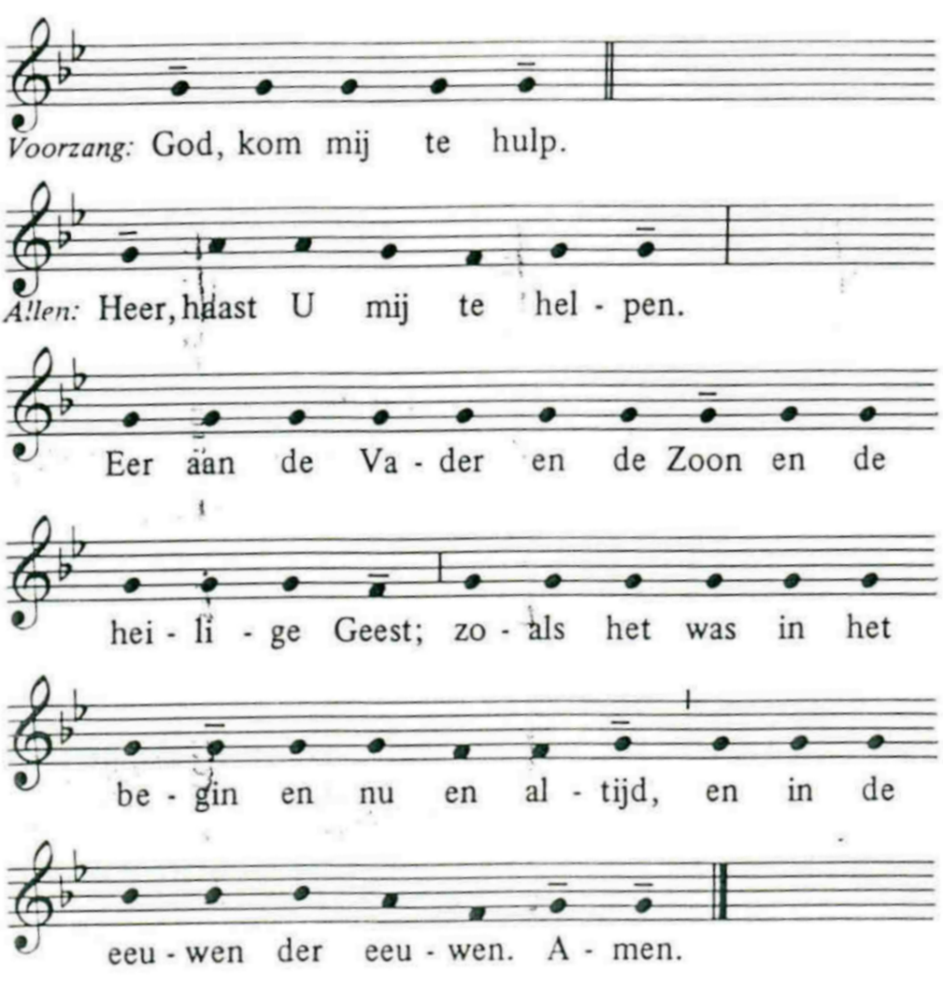 Voorzang: God, kom mij te hulp.
Allen: Heer, haast U mij te hel - pen.
Eer aan de Va - der en de Zoon en de
hei - li - ge Geest; zo - als het was in het
be - gin en nu en al - tijd, en in de
eeu - wen der eeu - wen. A - men.